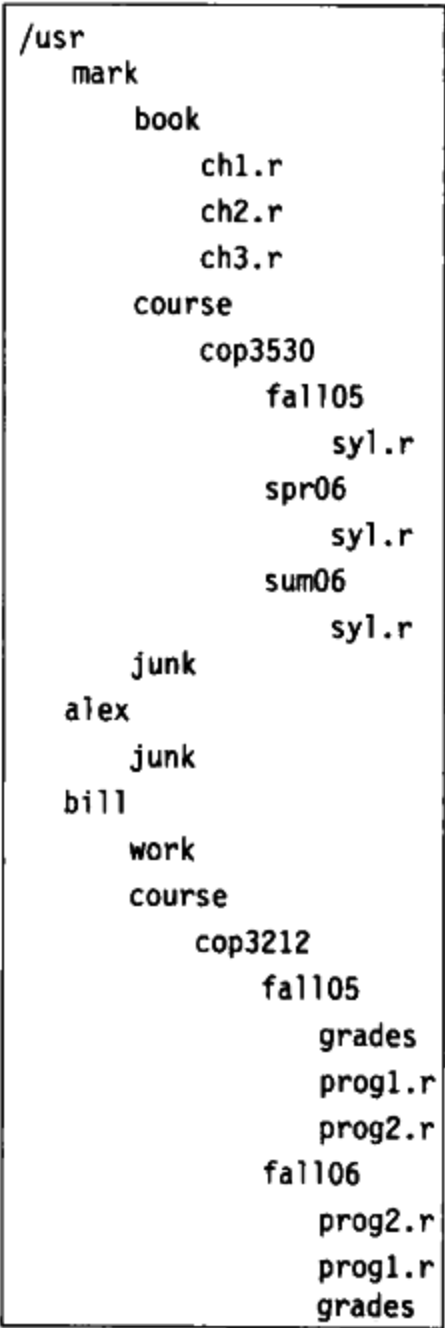 /usr
mark
book
ch1.r
ch2.r
ch3.r
course
cop3530
fall05
syl.r
spr06
syl.r
sum06
syl.r
junk
alex
junk
bill
work
course
cop3212
fall05
grades
prog1.r
prog2.r
fall06
prog2.r
prog1.r
grades